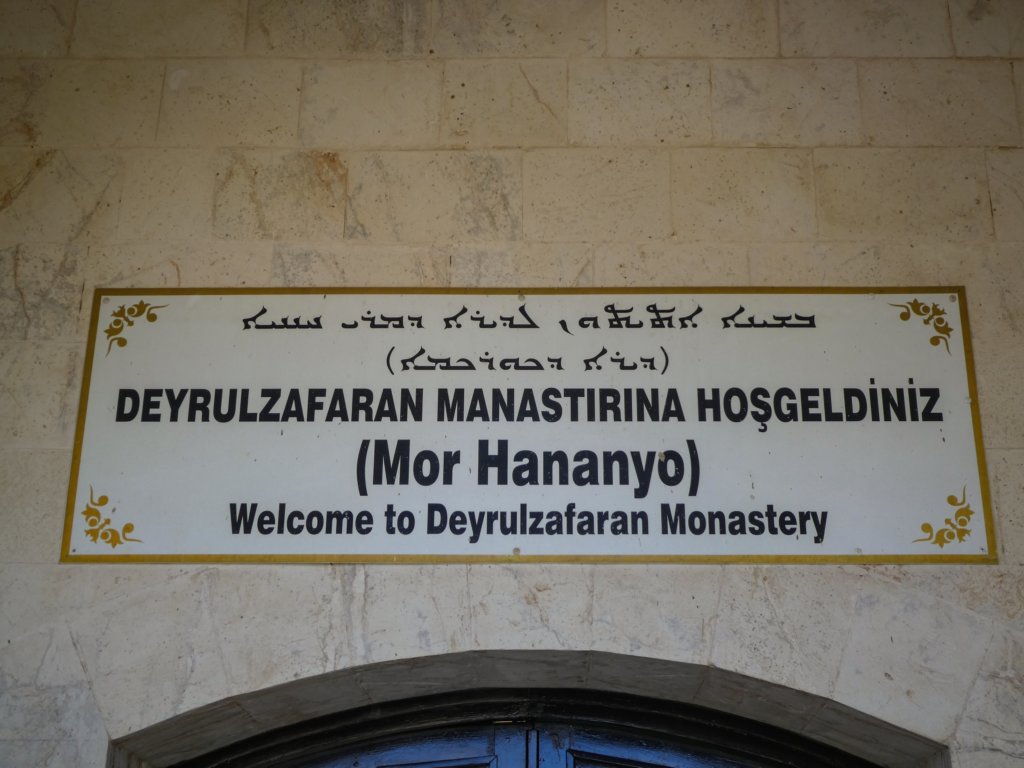 ܒܫܝܢܐ ܐܬܝܬܘܢ ܠܕܝܪܐ ܕܡܪܝ ܚܢܢܝܐ
(ܕܝܪܐ ܕܟܘܪܟܡܐ)
DEYRULZAFARAN MANASTIRINA HOŞGELDİNİZ
(Mor Hananyo)
Welcome to Deyrulzafaran Monastery